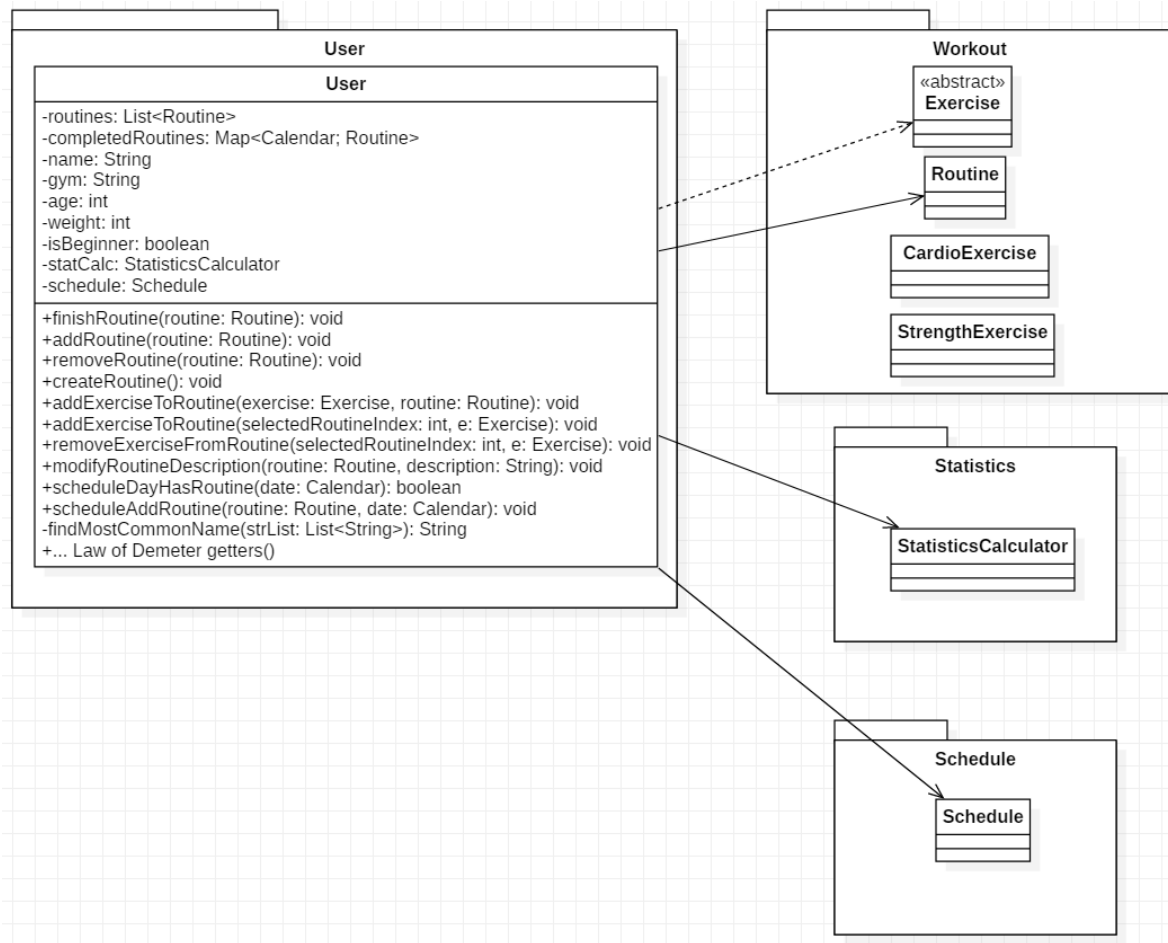 User
User
-routines: List<Routine>
-completedRoutines: Map<Calendar; Routine>
-name: String
-gym: String
-age: int
-weight: int
-isBeginner: boolean
-statCalc: StatisticsCalculator
-schedule: Schedule
+finishRoutine(routine: Routine): void
+addRoutine(routine: Routine): void
+removeRoutine(routine: Routine): void
+createRoutine(): void
+addExerciseToRoutine(exercise: Exercise, routine: Routine): void
+addExerciseToRoutine(selectedRoutineIndex: int, e: Exercise): void
+removeExerciseFromRoutine(selectedRoutineIndex: int, e: Exercise): void
+modifyRoutineDescription(routine: Routine, description: String): void
+scheduleDayHasRoutine(date: Calendar): boolean
+scheduleAddRoutine(routine: Routine, date: Calendar): void
-findMostCommonName(strList: List<String>): String
+... Law of Demeter getters()
Workout
«abstract»
Exercise
Routine
CardioExercise
StrengthExercise
Statistics
StatisticsCalculator
Schedule
Schedule